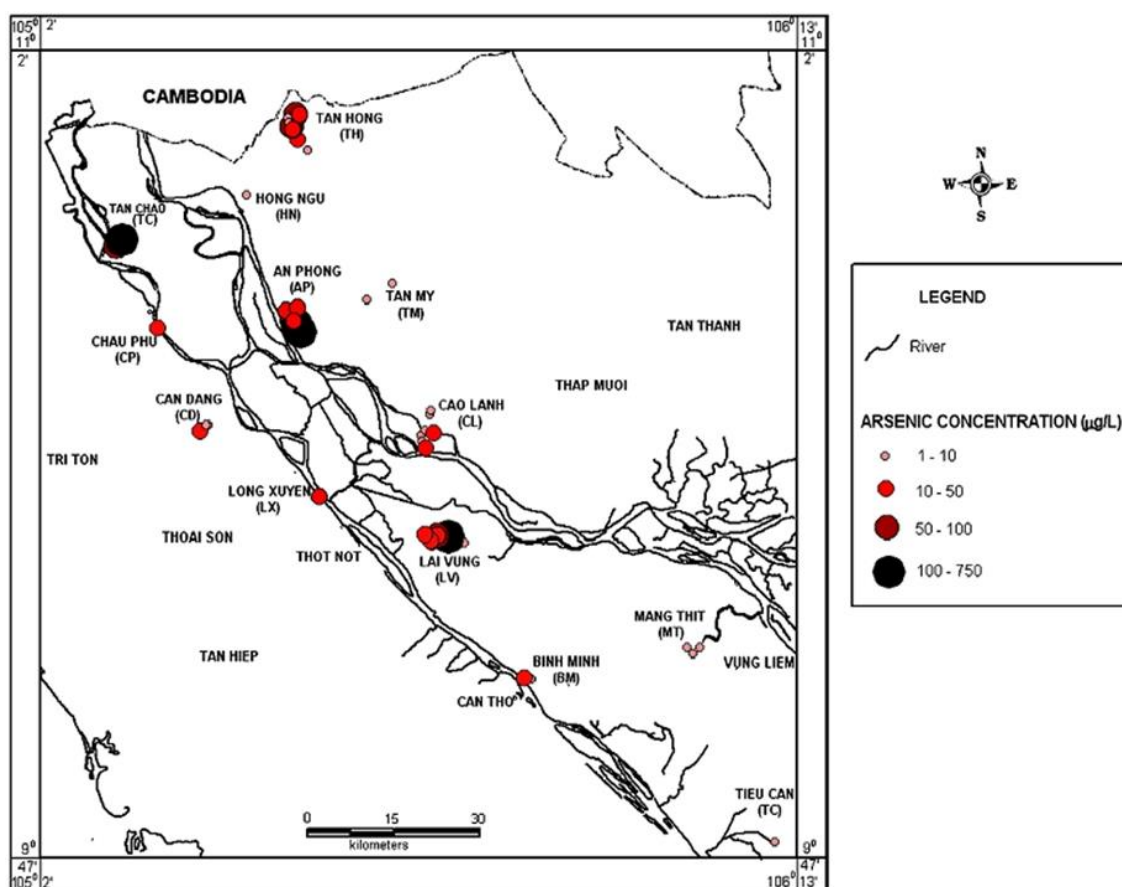 105° 2'
11°
2'
106° 13'
11°
2'
CAMBODIA
TAN HONG
(TH)
HONG NGU
(HN)
TAN CHAO
(TC)
AN PHONG
(AP)
TAN MY
(TM)
TAN THANH
CHAU PHU
(CP)
THAP MUOI
CAN DANG
(CD)
CAO LANH
(CL)
TRI TON
LONG XUYEN
(LX)
THOAI SON
THOT NOT
LAI VUNG
(LV)
MANG THIT
(MT)
TAN HIEP
VUNG LIEM
BINH MINH
(BM)
CAN THO
TIEU CAN
(TC)
0 15 30
kilometers
9°
47'
105° 2'
9°
47'
106° 13'
N
W E
S
LEGEND
River
ARSENIC CONCENTRATION (µg/L)
1 - 10
10 - 50
50 - 100
100 - 750